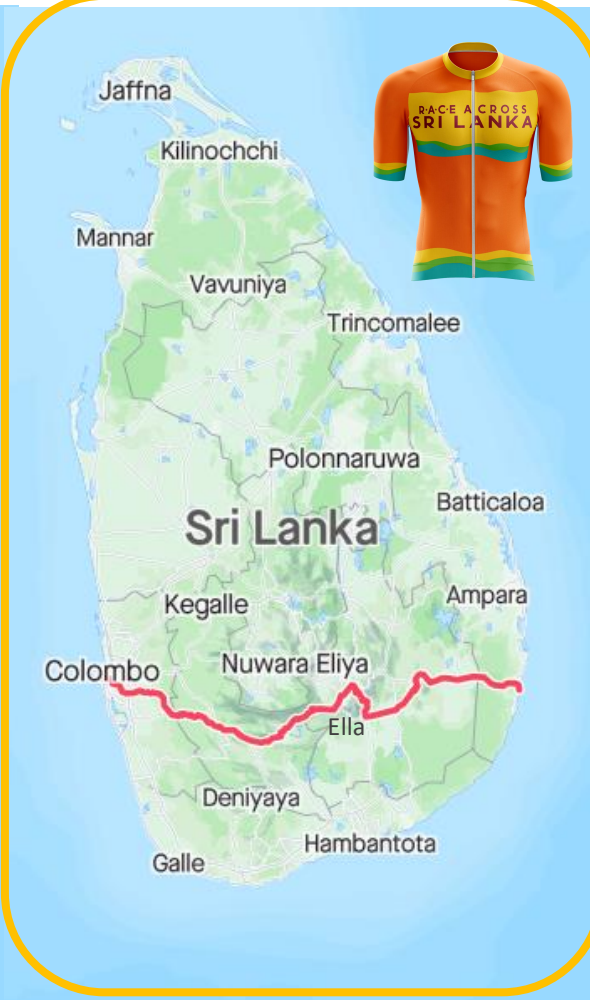 Jaffna
RACE ACROSS
SRI LANKA
Kilinochchi
Mannar
Vavuniya
Trincomalee
Polonnaruwa
Batticaloa
Sri Lanka
Ampara
Kegalle
Nuwara Eliya
Colombo
Ella
Deniyaya
Hambantota
Galle